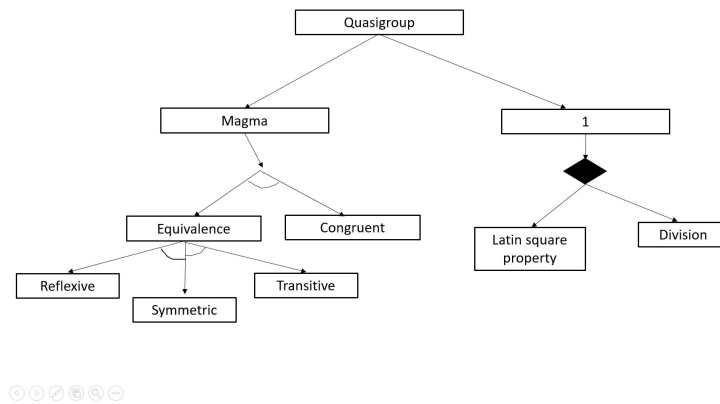 Quasigroup
Magma
1
Equivalence
Congruent
Latin square
property
Division
Reflexive
Symmetric
Transitive